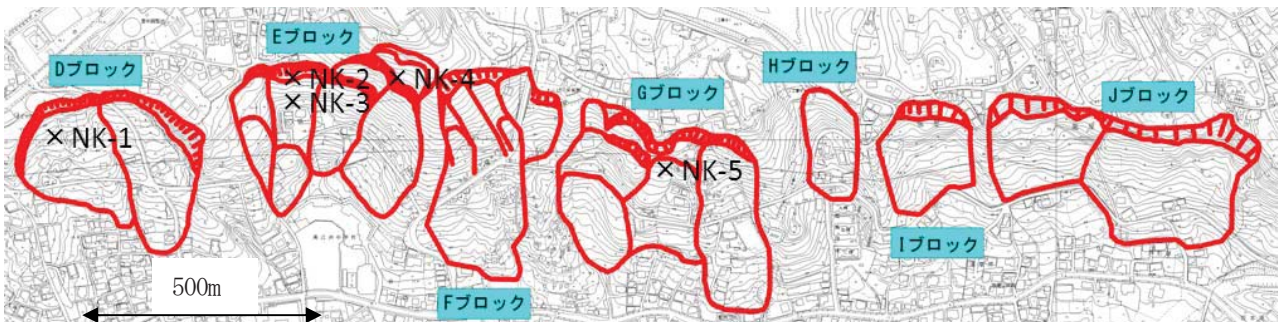 Dブロック
Eブロック
Gブロック
Hブロック
Jブロック
×NK-1
×NK-2
×NK-3
×NK-4
×NK-5
Iブロック
Fブロック
500m